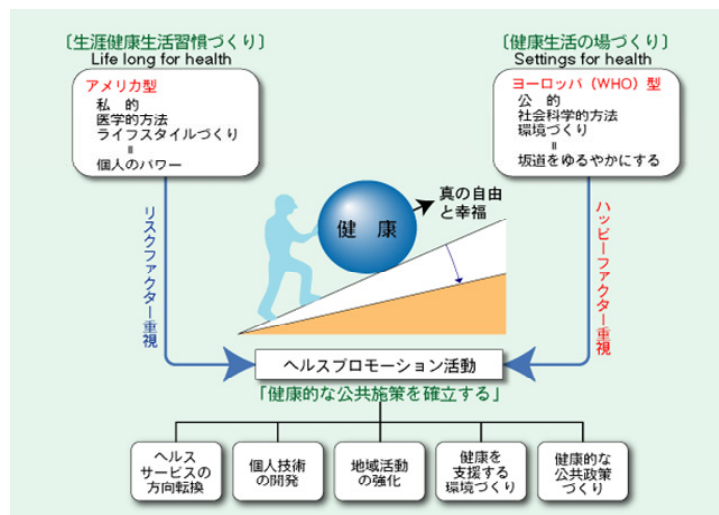 〔生涯健康生活習慣づくり〕
Life long for health
アメリカ型
私 的
医学的方法
ライフスタイルづくり
=
個人のパワー
〔健康生活の場づくり〕
Settings for health
ヨーロッパ（WHO）型
公 的
社会科学的方法
環境づくり
=
坂道をゆるやかにする
リスクファクター重視
健 康
真の自由
と幸福
ハッピーファクター重視
ヘルスプロモーション活動
「健康的な公共施策を確立する」
ヘルス
サービスの
方向転換
個人技術
の開発
地域活動
の強化
健康を
支援する
環境づくり
健康的な
公共政策
づくり